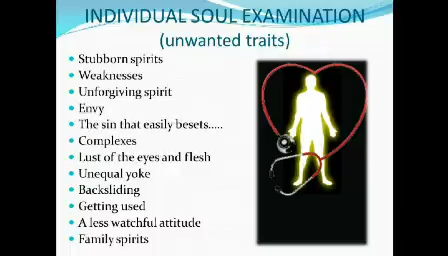 INDIVIDUAL SOUL EXAMINATION
(unwanted traits)
• Stubborn spirits
• Weaknesses
• Unforgiving spirit
• Envy
• The sin that easily besets.....
• Complexes
• Lust of the eyes and flesh
• Unequal yoke
• Backsliding
• Getting used
• A less watchful attitude
• Family spirits